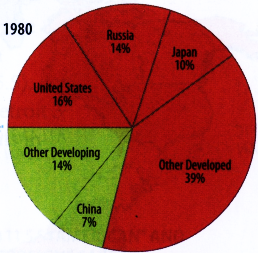 1980
Russia
14%
Japan
10%
United States
16%
Other Developing
14%
Other Developed
39%
China
7%